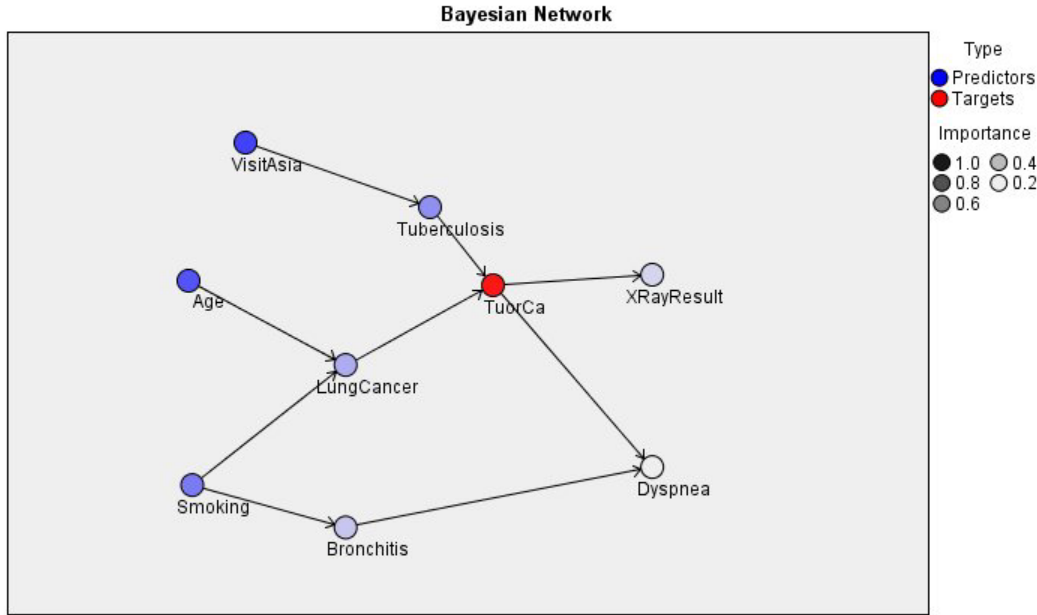 Bayesian Network
Type
Predictors
Targets
Importance
1.0 0.4
0.8 0.2
0.6
VisitAsia
Tuberculosis
Age
TuorCa
XRayResult
LungCancer
Smoking
Dyspnea
Bronchitis